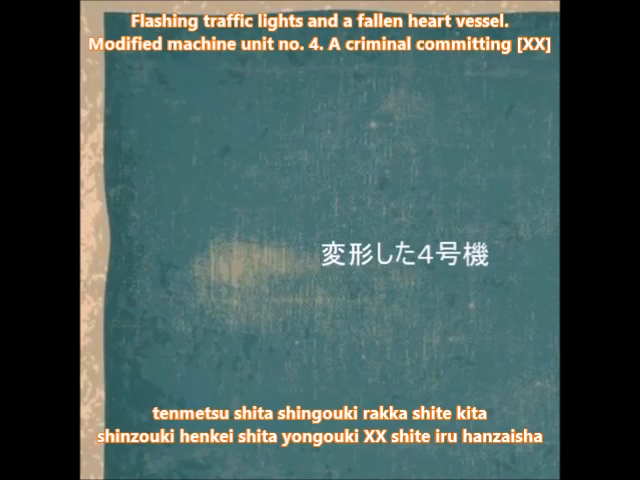 Flashing traffic lights and a fallen heart vessel.
Modified machine unit no. 4. A criminal committing [XX]
変形した4号機
tenmetsu shita shingouki rakka shite kita
shinzouki henkei shita yongouki XX shite iru hanzaisha